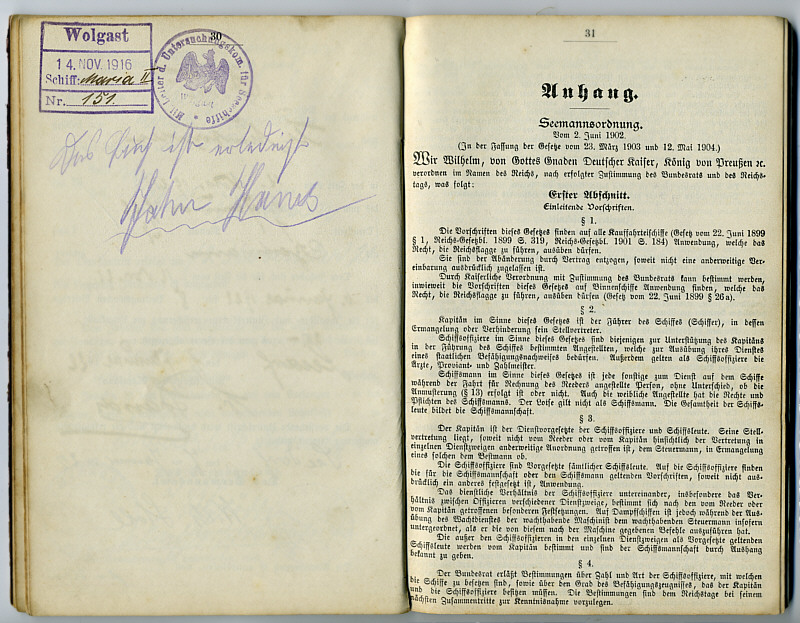 30
Wolgast
14. NOV. 1916
Schiff: Maria II
Nr. 151.
Das Buch ist erledigt
31
Anhang.
Seemannsordnung.
Vom 2. Juni 1902.
(In der Fassung der Gesetze vom 23. März 1903 und 12. Mai 1904.)
Wir Wilhelm, von Gottes Gnaden Deutscher Kaiser, König von Preußen ꝛc.
verordnen im Namen des Reichs, nach erfolgter Zustimmung des Bundesrats und des Reichs-
tags, was folgt:
Erster Abschnitt.
Einleitende Vorschriften.
§ 1.
Die Vorschriften dieses Gesetzes finden auf alle Kauffahrteischiffe (Gesetz vom 22. Juni 1899
§ 1, Reichs-Gesetzbl. 1899 S. 319, Reichs-Gesetzbl. 1901 S. 184) Anwendung, welche das
Recht, die Reichsflagge zu führen, ausüben dürfen.
Sie sind der Abänderung durch Vertrag entzogen, soweit nicht eine anderweitige Ver-
einbarung ausdrücklich zugelassen ist.
Durch Kaiserliche Verordnung mit Zustimmung des Bundesrats kann bestimmt werden,
inwieweit die Vorschriften dieses Gesetzes auf Binnenschiffe Anwendung finden, welche das
Recht, die Reichsflagge zu führen, ausüben dürfen (Gesetz vom 22. Juni 1899 § 26a).
§ 2.
Kapitän im Sinne dieses Gesetzes ist der Führer des Schiffes (Schiffer), in dessen
Ermangelung oder Verhinderung sein Stellvertreter.
Schiffsoffiziere im Sinne dieses Gesetzes sind diejenigen zur Unterstützung des Kapitäns
in der Führung des Schiffes bestimmten Angestellten, welche zur Ausübung ihres Dienstes
eines staatlichen Befähigungsnachweises bedürfen. Außerdem gelten als Schiffsoffiziere die
Ärzte, Proviant- und Zahlmeister.
Schiffsmann im Sinne dieses Gesetzes ist jede sonstige zum Dienst auf dem Schiffe
während der Fahrt für Rechnung des Reeders angestellte Person, ohne Unterschied, ob die
Anmusterung (§ 13) erfolgt ist oder nicht. Auch die weibliche Angestellte hat die Rechte und
Pflichten des Schiffsmanns. Der Lotse gilt nicht als Schiffsmann. Die Gesamtheit der Schiffs-
leute bildet die Schiffsmannschaft.
§ 3.
Der Kapitän ist der Dienstvorgesetzte der Schiffsoffiziere und Schiffsleute. Seine Stell-
vertretung liegt, soweit nicht vom Reeder oder vom Kapitän hinsichtlich der Vertretung in
einzelnen Dienstzweigen anderweitige Anordnung getroffen ist, dem Steuermann, in Ermangelung
eines solchen dem Bestmann ob.
Die Schiffsoffiziere sind Vorgesetzte sämtlicher Schiffsleute. Auf die Schiffsoffiziere finden
die für die Schiffsmannschaft oder den Schiffsmann geltenden Vorschriften, soweit nicht aus-
drücklich ein anderes festgesetzt ist, Anwendung.
Das dienstliche Verhältnis der Schiffsoffiziere untereinander, insbesondere das Ver-
hältnis zwischen Offizieren verschiedener Dienstzweige, bestimmt sich nach den vom Reeder oder
vom Kapitän getroffenen besonderen Festsetzungen. Auf Dampfschiffen ist jedoch während der Aus-
übung des Wachtdienstes der wachthabende Maschinist dem wachthabenden Steuermann insofern
untergeordnet, als er die von diesem nach der Maschine gegebenen Befehle auszuführen hat.
Die außer den Schiffsoffizieren in den einzelnen Dienstzweigen als Vorgesetzte geltenden
Schiffsleute werden vom Kapitän bestimmt und sind der Schiffsmannschaft durch Aushang
bekannt zu geben.
§ 4.
Der Bundesrat erläßt Bestimmungen über Zahl und Art der Schiffsoffiziere, mit welchen
die Schiffe zu besetzen sind, sowie über den Grad des Befähigungszeugnisses, das der Kapitän
und die Schiffsoffiziere besitzen müssen. Die Bestimmungen sind dem Reichstage bei seinem
nächsten Zusammentritte zur Kenntnisnahme vorzulegen.